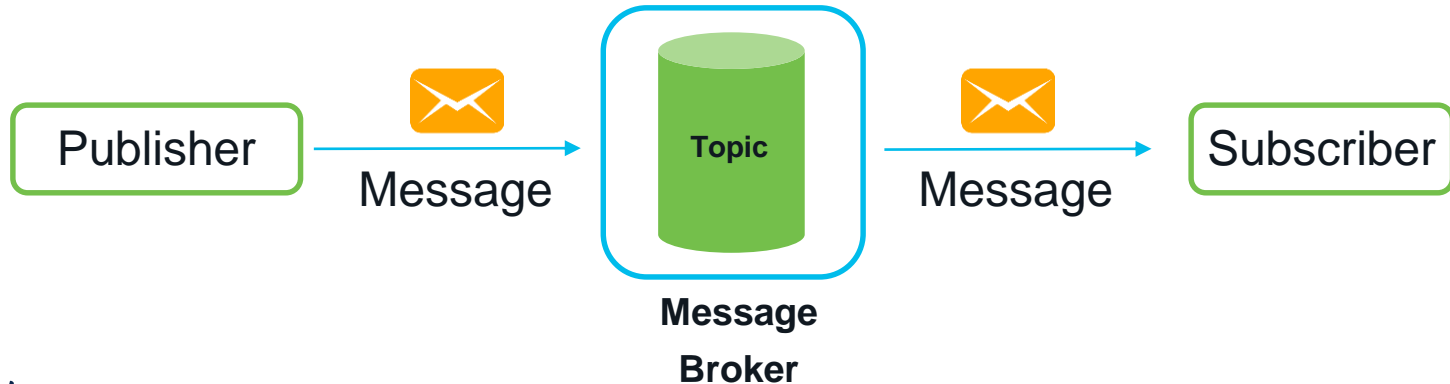 Publisher
Message
Topic
Message
Broker
Message
Subscriber